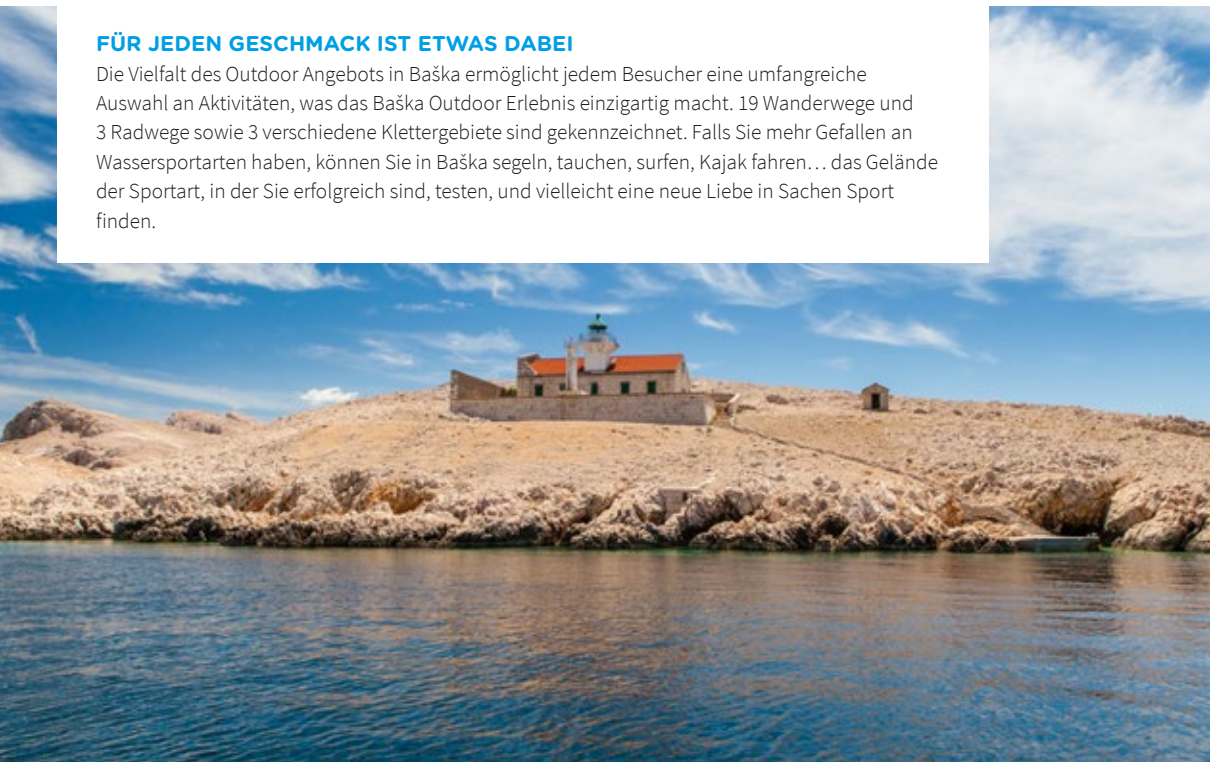 FÜR JEDEN GESCHMACK IST ETWAS DABEI
Die Vielfalt des Outdoor Angebots in Baška ermöglicht jedem Besucher eine umfangreiche
Auswahl an Aktivitäten, was das Baška Outdoor Erlebnis einzigartig macht. 19 Wanderwege und
3 Radwege sowie 3 verschiedene Klettergebiete sind gekennzeichnet. Falls Sie mehr Gefallen an
Wassersportarten haben, können Sie in Baška segeln, tauchen, surfen, Kajak fahren… das Gelände
der Sportart, in der Sie erfolgreich sind, testen, und vielleicht eine neue Liebe in Sachen Sport
finden.